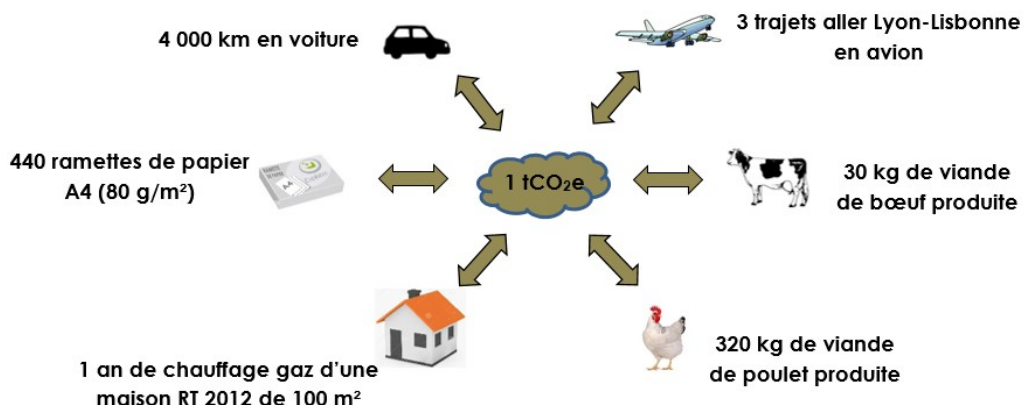 4 000 km en voiture
3 trajets aller Lyon-Lisbonne
en avion
440 ramettes de papier
A4 (80 g/m²)
A4
1 tCO₂e
30 kg de viande
de bœuf produite
1 an de chauffage gaz d'une
maison RT 2012 de 100 m²
320 kg de viande
de poulet produite